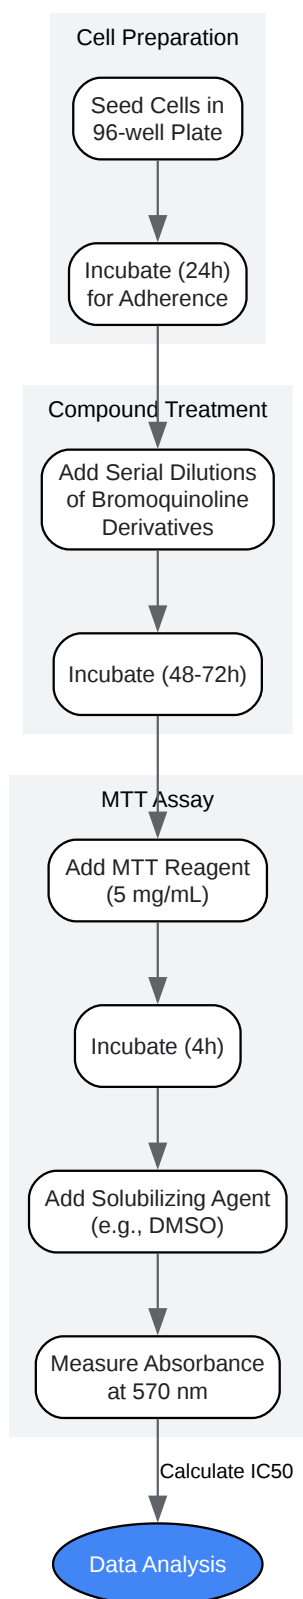 Cell Preparation
Seed Cells in
96-well Plate
Incubate (24h)
for Adherence
Compound Treatment
Add Serial Dilutions
of Bromoquinoline
Derivatives
Incubate (48-72h)
MTT Assay
Add MTT Reagent
(5 mg/mL)
Incubate (4h)
Add Solubilizing Agent
(e.g., DMSO)
Measure Absorbance
at 570 nm
Calculate IC50
Data Analysis